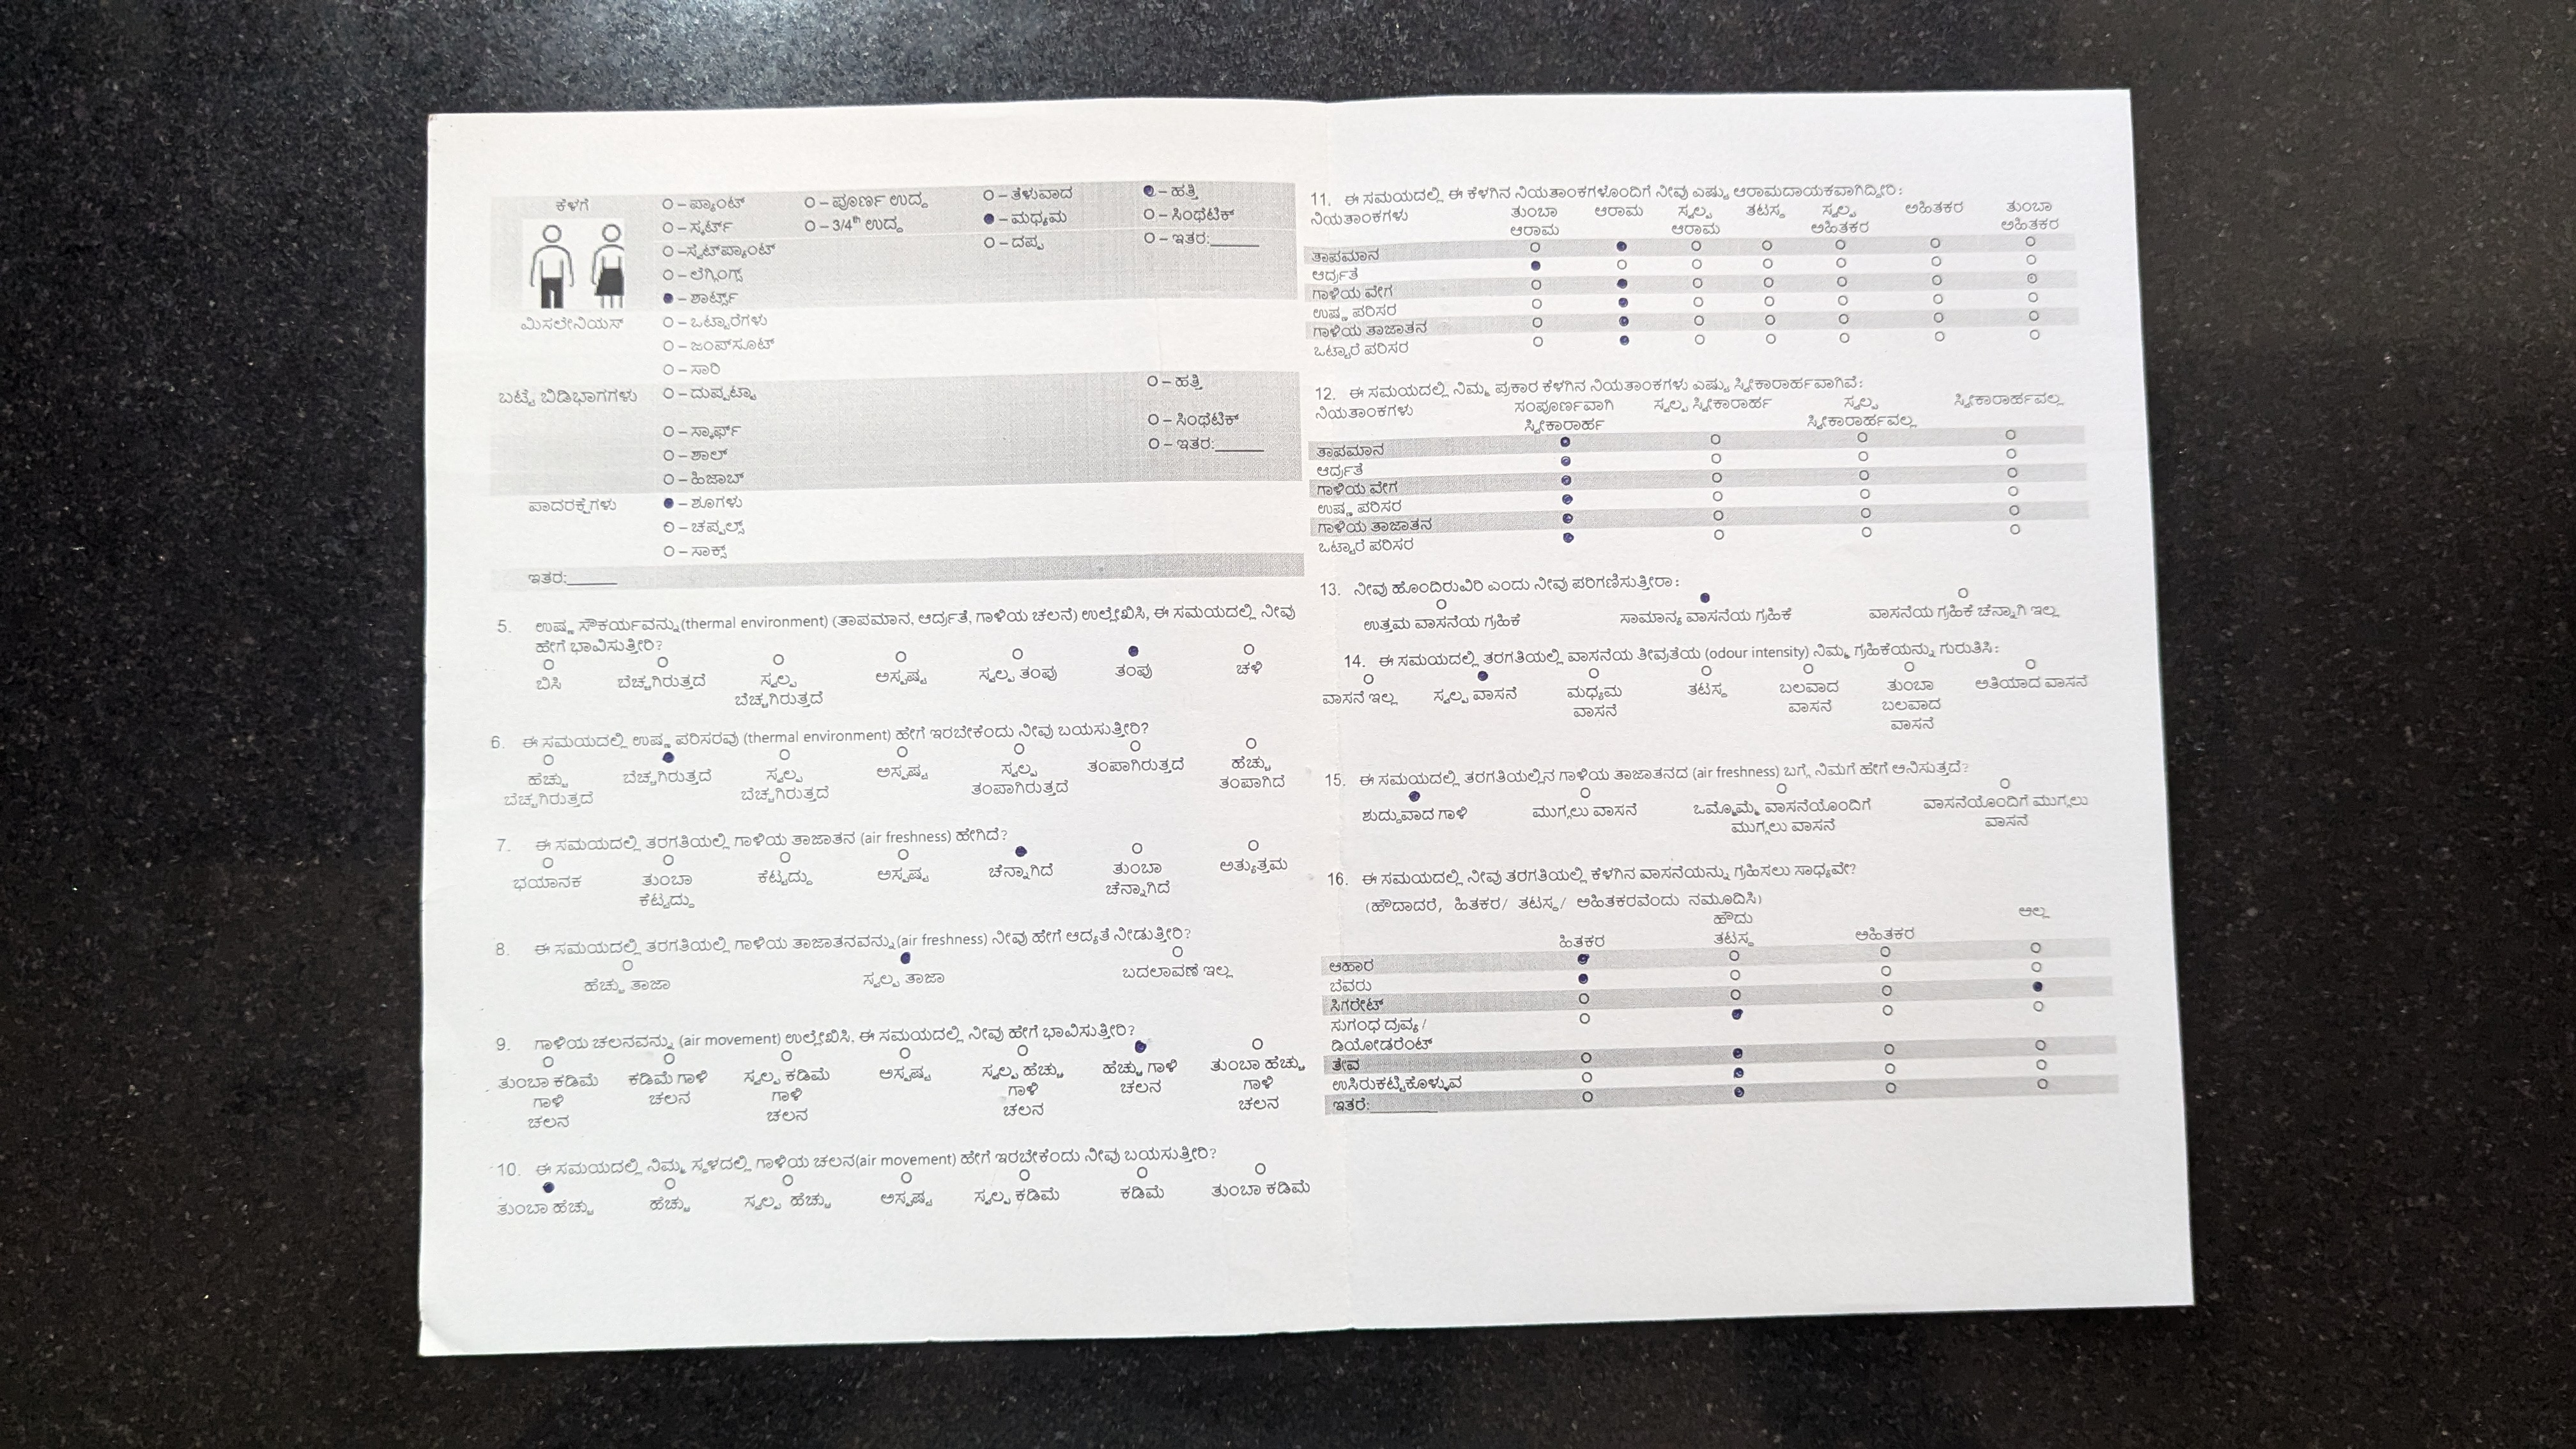 ಕೆಳಗೆ O – ಪ್ಯಾಂಟ್ O – ಪೂರ್ಣ ಉದ್ದ O – ತೆಳುವಾದ ● – ಹತ್ತಿ
O – ಸ್ಕರ್ಟ್ O – 3/4th ಉದ್ದ ● – ಮಧ್ಯಮ O – ಸಿಂಥೆಟಿಕ್
O –ಸ್ವೆಟ್‌ಪ್ಯಾಂಟ್ O – ದಪ್ಪ O – ಇತರ:______
O – ಲೆಗ್ಗಿಂಗ್ಸ್
● – ಶಾರ್ಟ್ಸ್
ಮಿಸಲೇನಿಯಸ್ O – ಒಟ್ಟಾರೆಗಳು
O – ಜಂಪ್‌ಸೂಟ್
O – ಸಾರಿ
ಬಟ್ಟೆ ಬಿಡಿಭಾಗಗಳು O – ದುಪ್ಪಟ್ಟಾ O – ಹತ್ತಿ
O – ಸ್ಕಾರ್ಫ್ O – ಸಿಂಥೆಟಿಕ್
O – ಶಾಲ್ O – ಇತರ:______
O – ಹಿಜಾಬ್
ಪಾದರಕ್ಷೆಗಳು ● – ಶೂಗಳು
O – ಚಪ್ಪಲ್ಸ್
O – ಸಾಕ್ಸ್
ಇತರ:______
5. ಉಷ್ಣ ಸೌಕರ್ಯವನ್ನು(thermal environment) (ತಾಪಮಾನ, ಆರ್ದ್ರತೆ, ಗಾಳಿಯ ಚಲನೆ) ಉಲ್ಲೇಖಿಸಿ, ಈ ಸಮಯದಲ್ಲಿ ನೀವು
ಹೇಗೆ ಭಾವಿಸುತ್ತೀರಿ?
O O O O O ● O
ಬಿಸಿ ಬೆಚ್ಚಗಿರುತ್ತದೆ ಸ್ವಲ್ಪ ಅಸ್ಪಷ್ಟ ಸ್ವಲ್ಪ ತಂಪು ತಂಪು ಚಳಿ
ಬೆಚ್ಚಗಿರುತ್ತದೆ
6. ಈ ಸಮಯದಲ್ಲಿ ಉಷ್ಣ ಪರಿಸರವು (thermal environment) ಹೇಗೆ ಇರಬೇಕೆಂದು ನೀವು ಬಯಸುತ್ತೀರಿ?
O ● O O O O O
ಹೆಚ್ಚು ಬೆಚ್ಚಗಿರುತ್ತದೆ ಸ್ವಲ್ಪ ಅಸ್ಪಷ್ಟ ಸ್ವಲ್ಪ ತಂಪಾಗಿರುತ್ತದೆ ಹೆಚ್ಚು
ಬೆಚ್ಚಗಿರುತ್ತದೆ ಬೆಚ್ಚಗಿರುತ್ತದೆ ತಂಪಾಗಿರುತ್ತದೆ ತಂಪಾಗಿದೆ
7. ಈ ಸಮಯದಲ್ಲಿ ತರಗತಿಯಲ್ಲಿ ಗಾಳಿಯ ತಾಜಾತನ (air freshness) ಹೇಗಿದೆ?
O O O O ● O O
ಭಯಾನಕ ತುಂಬಾ ಕೆಟ್ಟದ್ದು ಅಸ್ಪಷ್ಟ ಚೆನ್ನಾಗಿದೆ ತುಂಬಾ ಅತ್ಯುತ್ತಮ
ಕೆಟ್ಟದ್ದು ಚೆನ್ನಾಗಿದೆ
8. ಈ ಸಮಯದಲ್ಲಿ ತರಗತಿಯಲ್ಲಿ ಗಾಳಿಯ ತಾಜಾತನವನ್ನು(air freshness) ನೀವು ಹೇಗೆ ಆದ್ಯತೆ ನೀಡುತ್ತೀರಿ?
O ● O
ಹೆಚ್ಚು ತಾಜಾ ಸ್ವಲ್ಪ ತಾಜಾ ಬದಲಾವಣೆ ಇಲ್ಲ
9. ಗಾಳಿಯ ಚಲನವನ್ನು (air movement) ಉಲ್ಲೇಖಿಸಿ, ಈ ಸಮಯದಲ್ಲಿ ನೀವು ಹೇಗೆ ಭಾವಿಸುತ್ತೀರಿ?
O O O O O ● O
ತುಂಬಾ ಕಡಿಮೆ ಕಡಿಮೆ ಗಾಳಿ ಸ್ವಲ್ಪ ಕಡಿಮೆ ಅಸ್ಪಷ್ಟ ಸ್ವಲ್ಪ ಹೆಚ್ಚು ಹೆಚ್ಚು ಗಾಳಿ ತುಂಬಾ ಹೆಚ್ಚು
ಗಾಳಿ ಚಲನ ಗಾಳಿ ಗಾಳಿ ಚಲನ ಗಾಳಿ
ಚಲನ ಚಲನ ಚಲನ ಚಲನ
10. ಈ ಸಮಯದಲ್ಲಿ ನಿಮ್ಮ ಸ್ಥಳದಲ್ಲಿ ಗಾಳಿಯ ಚಲನ(air movement) ಹೇಗೆ ಇರಬೇಕೆಂದು ನೀವು ಬಯಸುತ್ತೀರಿ?
● O O O O O O
ತುಂಬಾ ಹೆಚ್ಚು ಹೆಚ್ಚು ಸ್ವಲ್ಪ ಹೆಚ್ಚು ಅಸ್ಪಷ್ಟ ಸ್ವಲ್ಪ ಕಡಿಮೆ ಕಡಿಮೆ ತುಂಬಾ ಕಡಿಮೆ
11. ಈ ಸಮಯದಲ್ಲಿ ಈ ಕೆಳಗಿನ ನಿಯತಾಂಕಗಳೊಂದಿಗೆ ನೀವು ಎಷ್ಟು ಆರಾಮದಾಯಕವಾಗಿದ್ದೀರಿ:
ನಿಯತಾಂಕಗಳು ತುಂಬಾ ಆರಾಮ ಸ್ವಲ್ಪ ತಟಸ್ಥ ಸ್ವಲ್ಪ ಅಹಿತಕರ ತುಂಬಾ
ಆರಾಮ ಆರಾಮ ಅಹಿತಕರ ಅಹಿತಕರ
ತಾಪಮಾನ O ● O O O O O
ಆರ್ದ್ರತೆ ● O O O O O O
ಗಾಳಿಯ ವೇಗ O ● O O O O O
ಉಷ್ಣ ಪರಿಸರ O ● O O O O O
ಗಾಳಿಯ ತಾಜಾತನ O ● O O O O O
ಒಟ್ಟಾರೆ ಪರಿಸರ O ● O O O O O
12. ಈ ಸಮಯದಲ್ಲಿ ನಿಮ್ಮ ಪ್ರಕಾರ ಕೆಳಗಿನ ನಿಯತಾಂಕಗಳು ಎಷ್ಟು ಸ್ವೀಕಾರಾರ್ಹವಾಗಿವೆ:
ನಿಯತಾಂಕಗಳು ಸಂಪೂರ್ಣವಾಗಿ ಸ್ವಲ್ಪ ಸ್ವೀಕಾರಾರ್ಹ ಸ್ವಲ್ಪ ಸ್ವೀಕಾರಾರ್ಹವಲ್ಲ
ಸ್ವೀಕಾರಾರ್ಹ ಸ್ವೀಕಾರಾರ್ಹವಲ್ಲ
ತಾಪಮಾನ ● O O O
ಆರ್ದ್ರತೆ ● O O O
ಗಾಳಿಯ ವೇಗ ● O O O
ಉಷ್ಣ ಪರಿಸರ ● O O O
ಗಾಳಿಯ ತಾಜಾತನ ● O O O
ಒಟ್ಟಾರೆ ಪರಿಸರ ● O O O
13. ನೀವು ಹೊಂದಿರುವಿರಿ ಎಂದು ನೀವು ಪರಿಗಣಿಸುತ್ತೀರಾ:
O ● O
ಉತ್ತಮ ವಾಸನೆಯ ಗ್ರಹಿಕೆ ಸಾಮಾನ್ಯ ವಾಸನೆಯ ಗ್ರಹಿಕೆ ವಾಸನೆಯ ಗ್ರಹಿಕೆ ಚೆನ್ನಾಗಿ ಇಲ್ಲ
14. ಈ ಸಮಯದಲ್ಲಿ ತರಗತಿಯಲ್ಲಿ ವಾಸನೆಯ ತೀವ್ರತೆಯ (odour intensity) ನಿಮ್ಮ ಗ್ರಹಿಕೆಯನ್ನು ಗುರುತಿಸಿ:
O ● O O O O O
ವಾಸನೆ ಇಲ್ಲ ಸ್ವಲ್ಪ ವಾಸನೆ ಮಧ್ಯಮ ತಟಸ್ಥ ಬಲವಾದ ತುಂಬಾ ಅತಿಯಾದ ವಾಸನೆ
ವಾಸನೆ ವಾಸನೆ ಬಲವಾದ
ವಾಸನೆ
15. ಈ ಸಮಯದಲ್ಲಿ ತರಗತಿಯಲ್ಲಿನ ಗಾಳಿಯ ತಾಜಾತನದ (air freshness) ಬಗ್ಗೆ ನಿಮಗೆ ಹೇಗೆ ಅನಿಸುತ್ತದೆ?
● O O O
ಶುದ್ಧವಾದ ಗಾಳಿ ಮುಗ್ಗಲು ವಾಸನೆ ಒಮ್ಮೊಮ್ಮೆ ವಾಸನೆಯೊಂದಿಗೆ ವಾಸನೆಯೊಂದಿಗೆ ಮುಗ್ಗಲು
ಮುಗ್ಗಲು ವಾಸನೆ ವಾಸನೆ
16. ಈ ಸಮಯದಲ್ಲಿ ನೀವು ತರಗತಿಯಲ್ಲಿ ಕೆಳಗಿನ ವಾಸನೆಯನ್ನು ಗ್ರಹಿಸಲು ಸಾಧ್ಯವೇ?
(ಹೌದಾದರೆ, ಹಿತಕರ/ ತಟಸ್ಥ/ ಅಹಿತಕರವೆಂದು ನಮೂದಿಸಿ)
ಹೌದು ಅಲ್ಲ
ಹಿತಕರ ತಟಸ್ಥ ಅಹಿತಕರ
ಆಹಾರ ● O O O
ಬೆವರು ● O O O
ಸಿಗರೇಟ್ O O O ●
ಸುಗಂಧ ದ್ರವ್ಯ / O ● O O
ಡಿಯೋಡರೆಂಟ್
ತೇವ O ● O O
ಉಸಿರುಕಟ್ಟಿಕೊಳ್ಳುವ O ● O O
ಇತರೆ:________ O ● O O